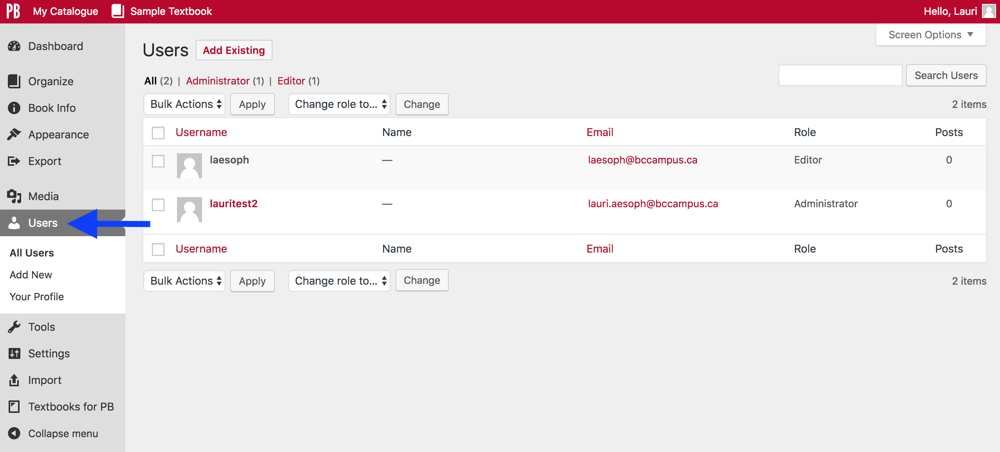 PB My Catalogue Sample Textbook Hello, Lauri
Screen Options ▼
Dashboard
Organize
Book Info
Appearance
Export
Media
Users
All Users
Add New
Your Profile
Tools
Settings
Import
Textbooks for PB
Collapse menu
Users Add Existing
All (2) | Administrator (1) | Editor (1)
Search Users
Bulk Actions Apply Change role to... Change 2 items
Username Name Email Role Posts
laesoph — laesoph@bccampus.ca Editor 0
lauritest2 — lauri.aesoph@bccampus.ca Administrator 0
Username Name Email Role Posts
Bulk Actions Apply Change role to... Change 2 items